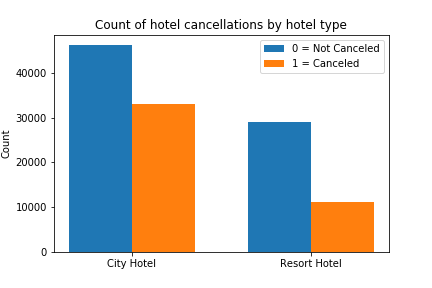 Count of hotel cancellations by hotel type
0 = Not Canceled
1 = Canceled
Count
40000
30000
20000
10000
0
City Hotel
Resort Hotel